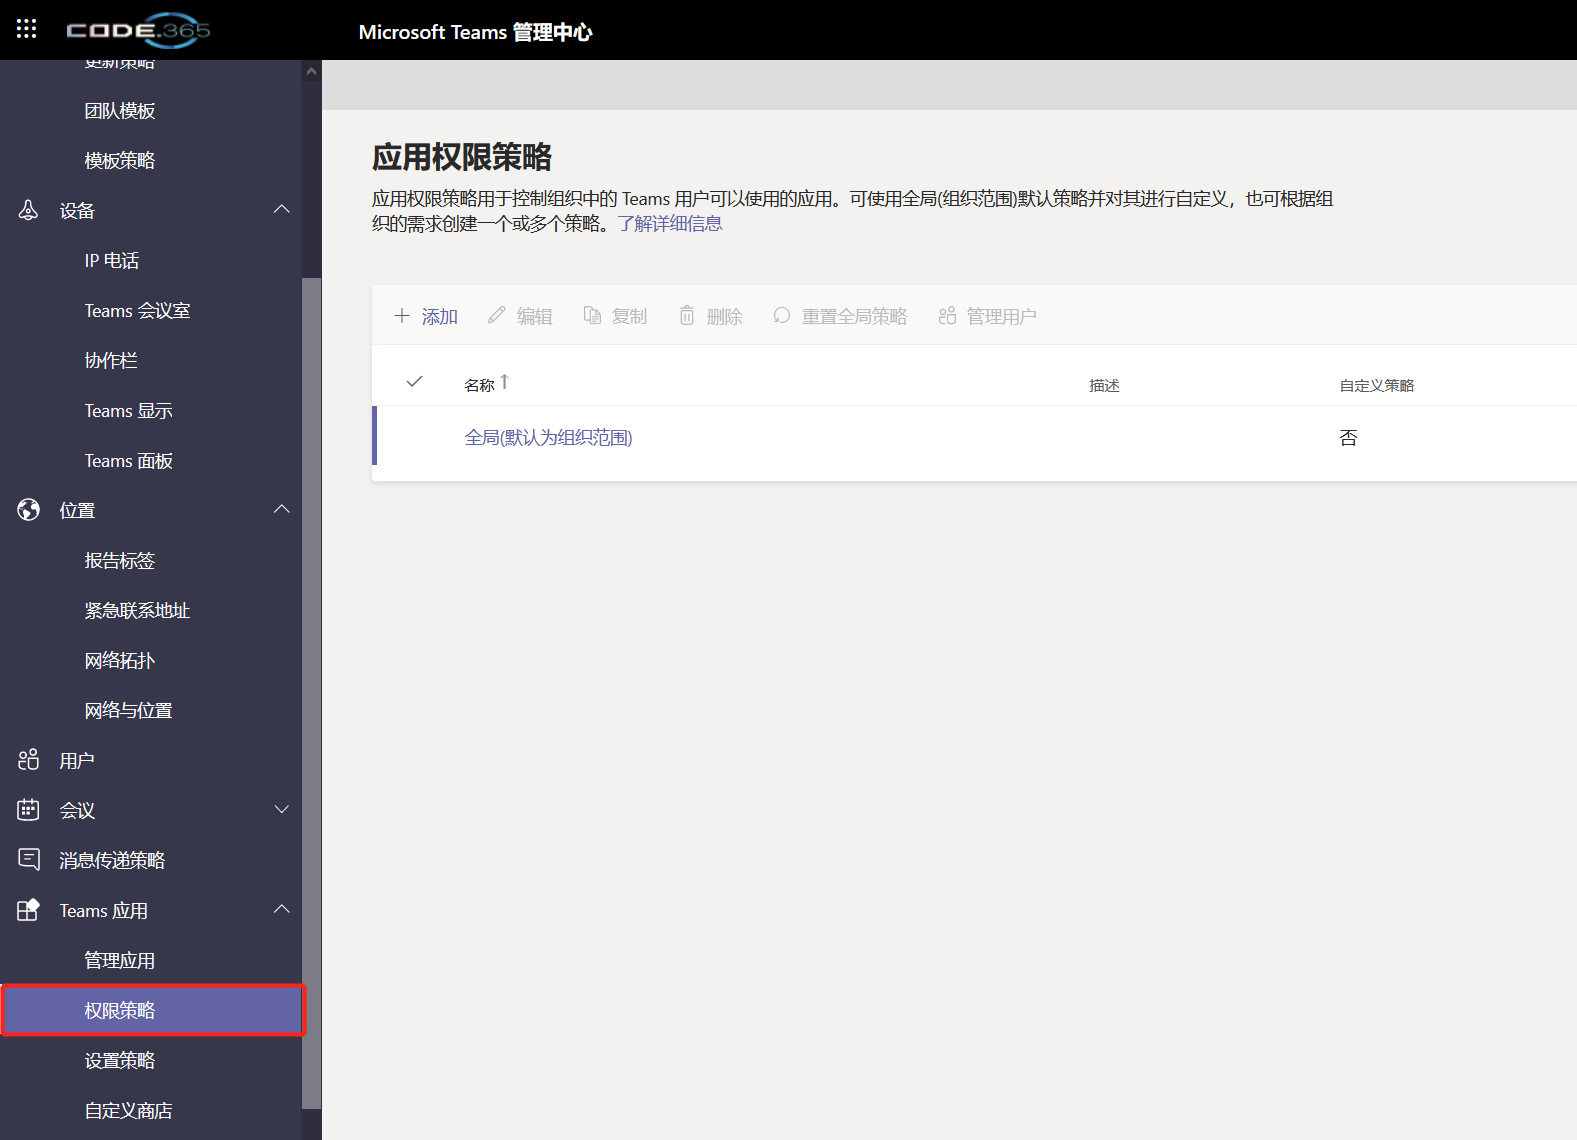 CODE.365
Microsoft Teams 管理中心
更新策略
团队模板
模板策略
设备
IP 电话
Teams 会议室
协作栏
Teams 显示
Teams 面板
位置
报告标签
紧急联系地址
网络拓扑
网络与位置
用户
会议
消息传递策略
Teams 应用
管理应用
权限策略
设置策略
自定义商店
应用权限策略
应用权限策略用于控制组织中的 Teams 用户可以使用的应用。可使用全局(组织范围)默认策略并对其进行自定义，也可根据组
织的需求创建一个或多个策略。了解详细信息
添加 编辑 复制 删除 重置全局策略 管理用户
名称↑ 描述 自定义策略
全局(默认为组织范围) 否